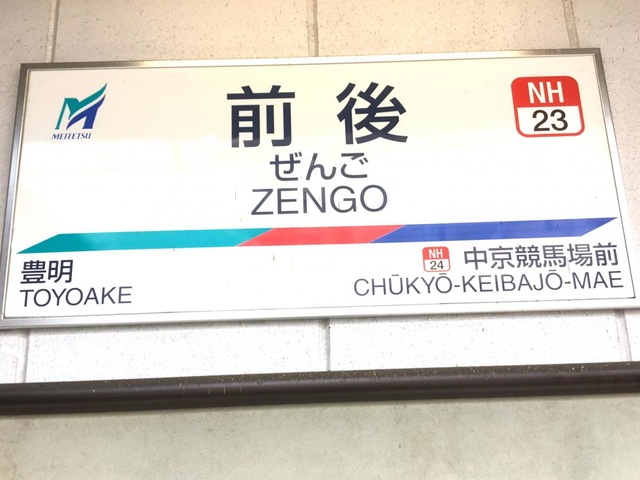 MEITETSU
前後
NH
23
ぜんご
ZENGO
豊明
TOYOAKE
NH
24
中京競馬場前
CHŪKYŌ-KEIBAJŌ-MAE